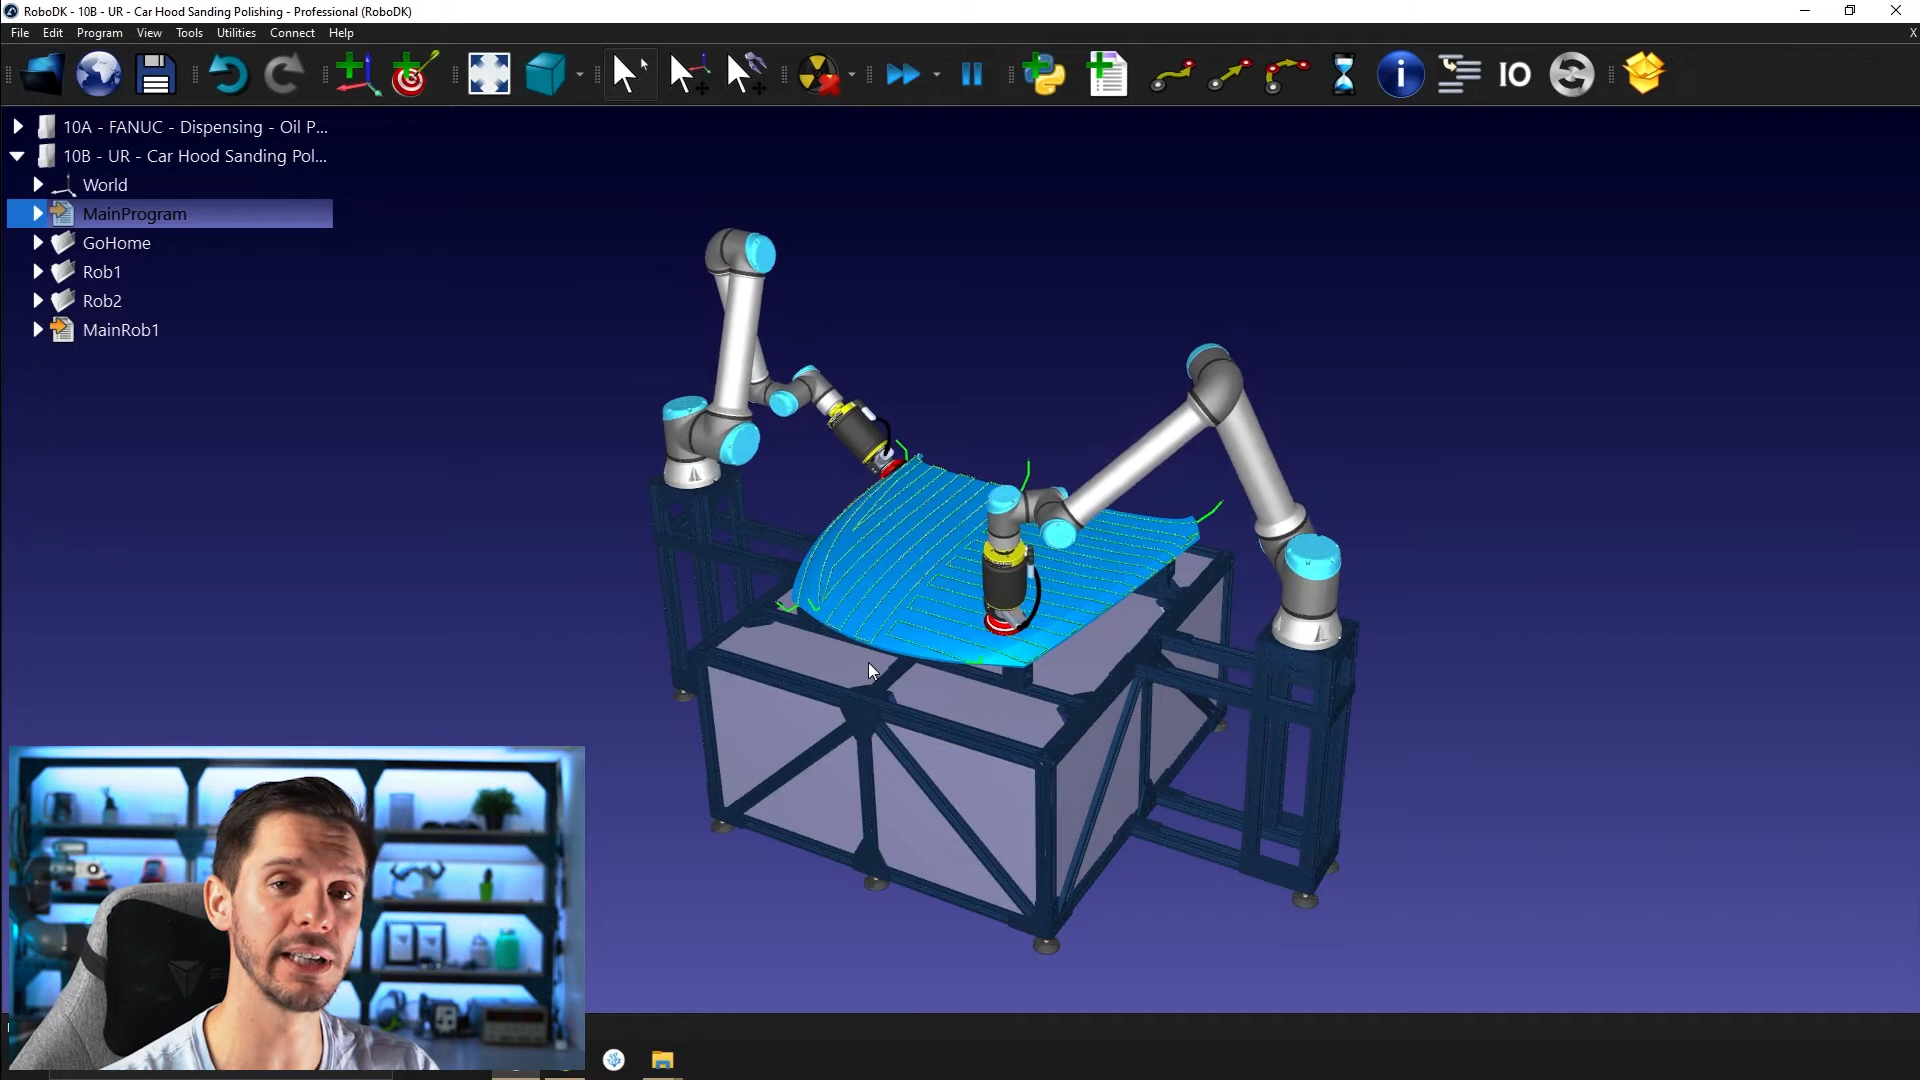 RoboDK - 10B - UR - Car Hood Sanding Polishing - Professional (RoboDK)
File Edit Program View Tools Utilities Connect Help
X
IO
10A - FANUC - Dispensing - Oil P...
10B - UR - Car Hood Sanding Pol...
World
MainProgram
GoHome
Rob1
Rob2
MainRob1